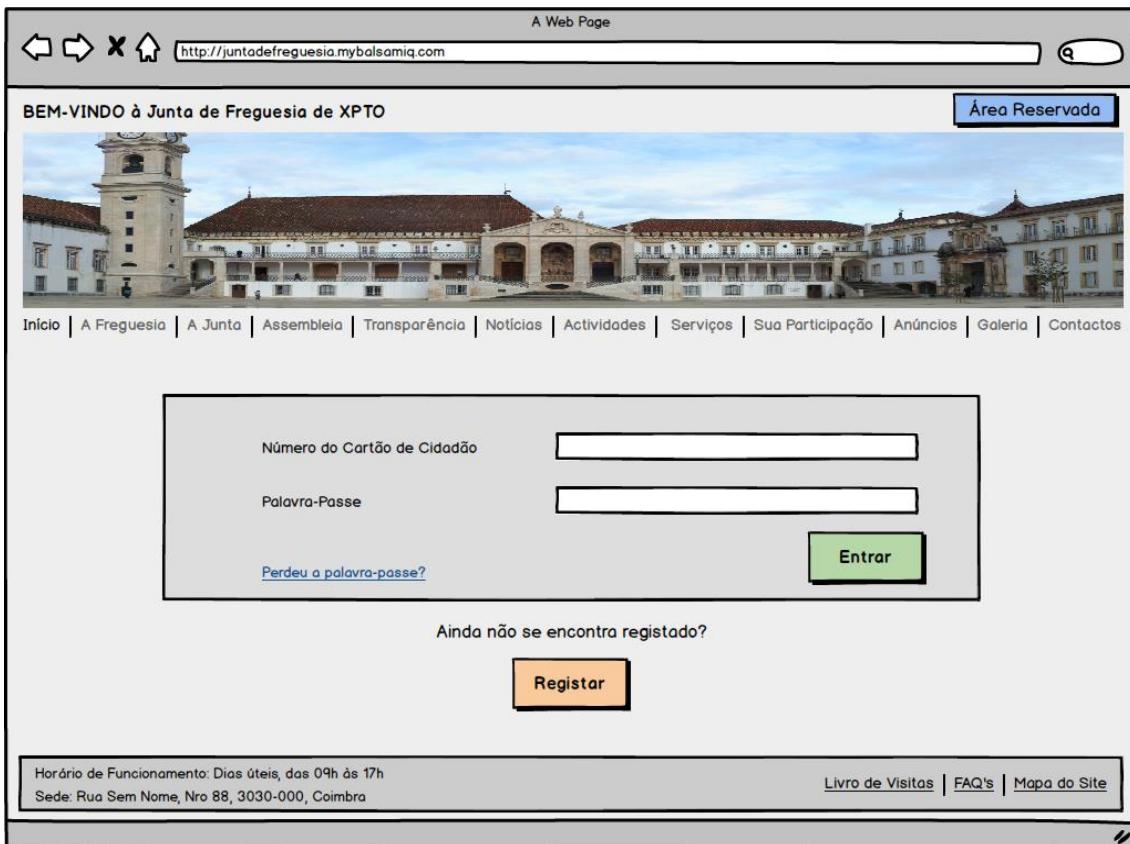 A Web Page
http://juntadefreguesia.mybalsamiq.com
BEM-VINDO à Junta de Freguesia de XPTO
Área Reservada
Início | A Freguesia | A Junta | Assembleia | Transparência | Notícias | Actividades | Serviços | Sua Participação | Anúncios | Galeria | Contactos
Número do Cartão de Cidadão
Palavra-Passe
Entrar
Perdeu a palavra-passe?
Ainda não se encontra registado?
Registar
Horário de Funcionamento: Dias úteis, das 09h às 17h
Sede: Rua Sem Nome, Nro 88, 3030-000, Coimbra
Livro de Visitas | FAQ's | Mapa do Site